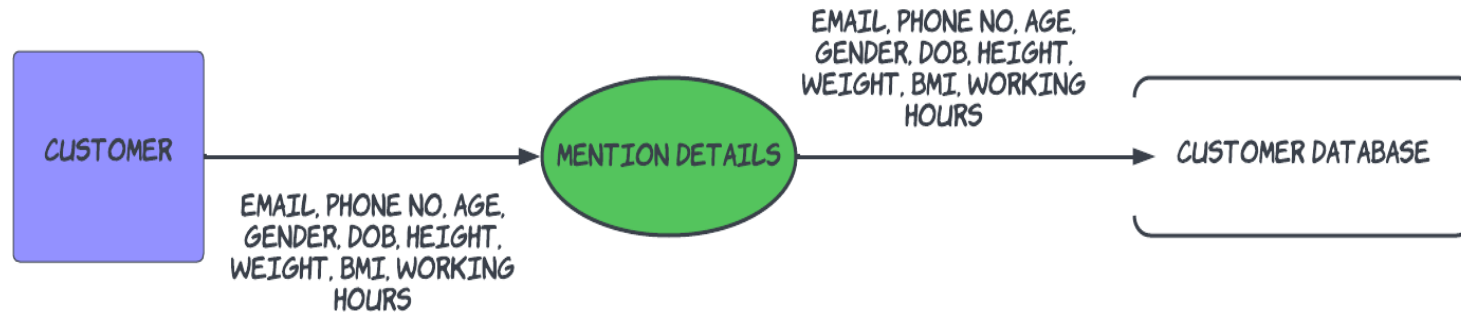 CUSTOMER
EMAIL, PHONE NO, AGE,
GENDER, DOB, HEIGHT,
WEIGHT, BMI, WORKING
HOURS
MENTION DETAILS
EMAIL, PHONE NO, AGE,
GENDER, DOB, HEIGHT,
WEIGHT, BMI, WORKING
HOURS
CUSTOMER DATABASE